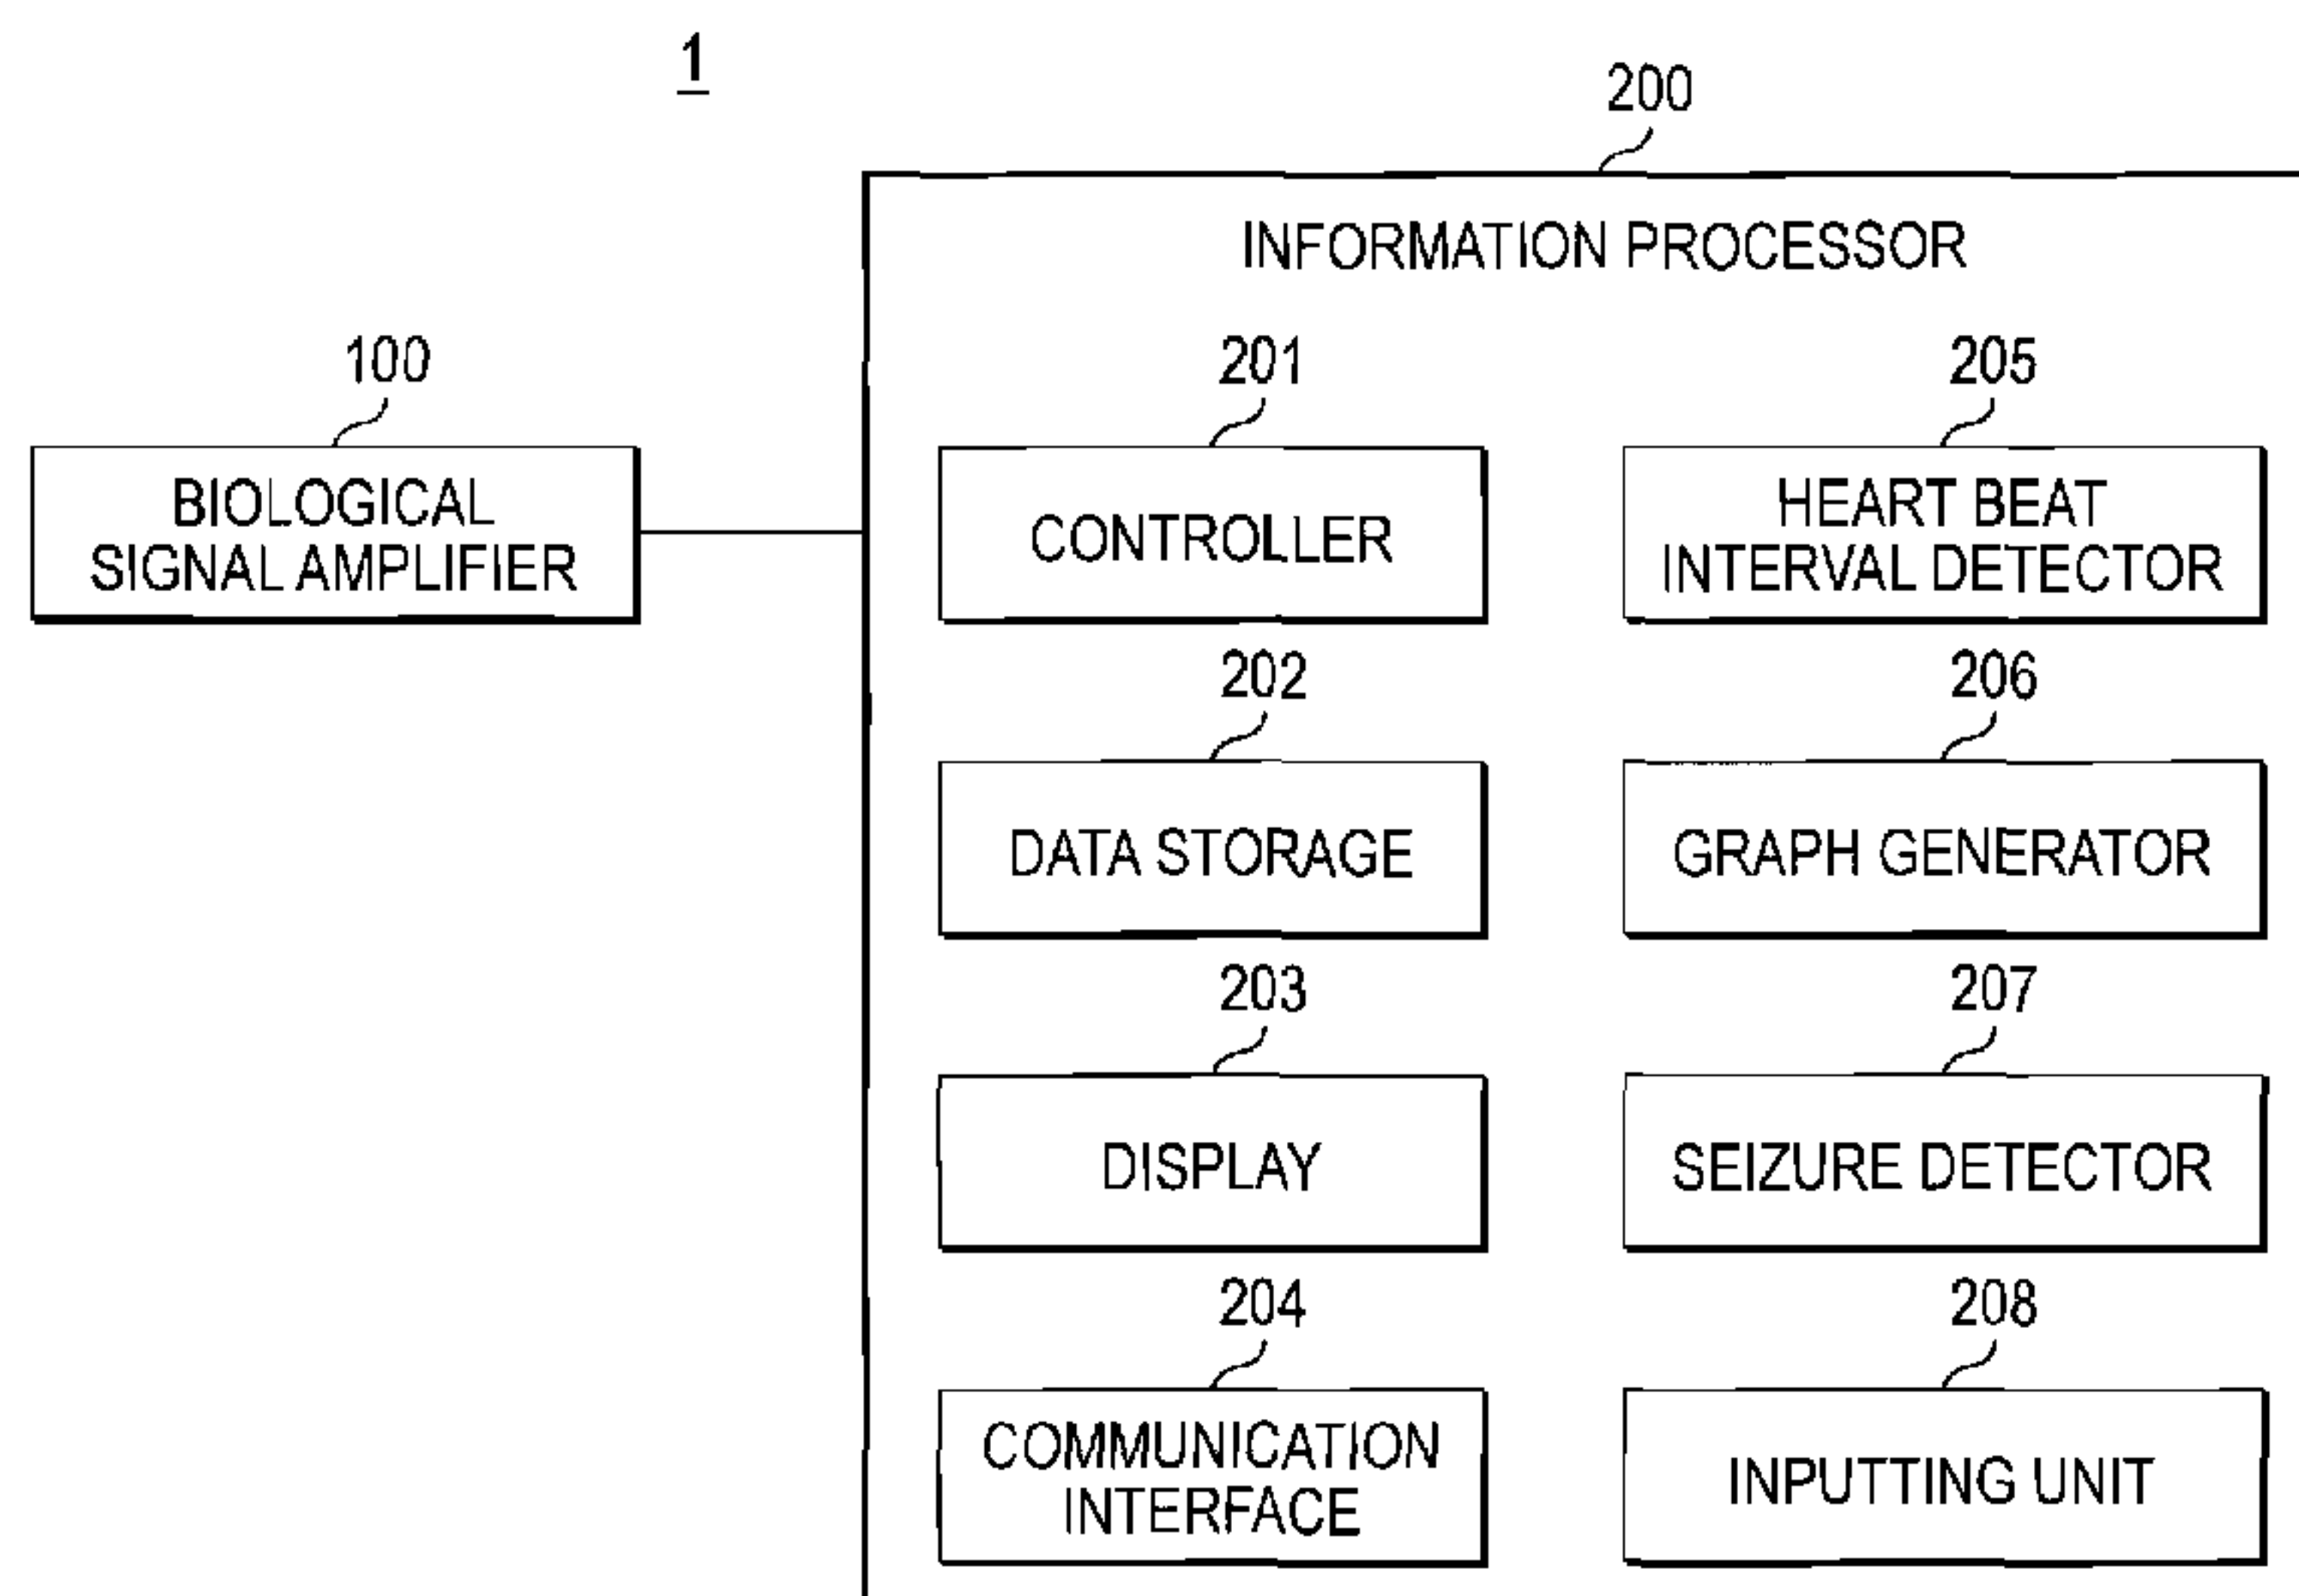 1
200
INFORMATION PROCESSOR
100
BIOLOGICAL
SIGNAL AMPLIFIER
201
CONTROLLER
205
HEART BEAT
INTERVAL DETECTOR
202
DATA STORAGE
206
GRAPH GENERATOR
203
DISPLAY
207
SEIZURE DETECTOR
204
COMMUNICATION
INTERFACE
208
INPUTTING UNIT